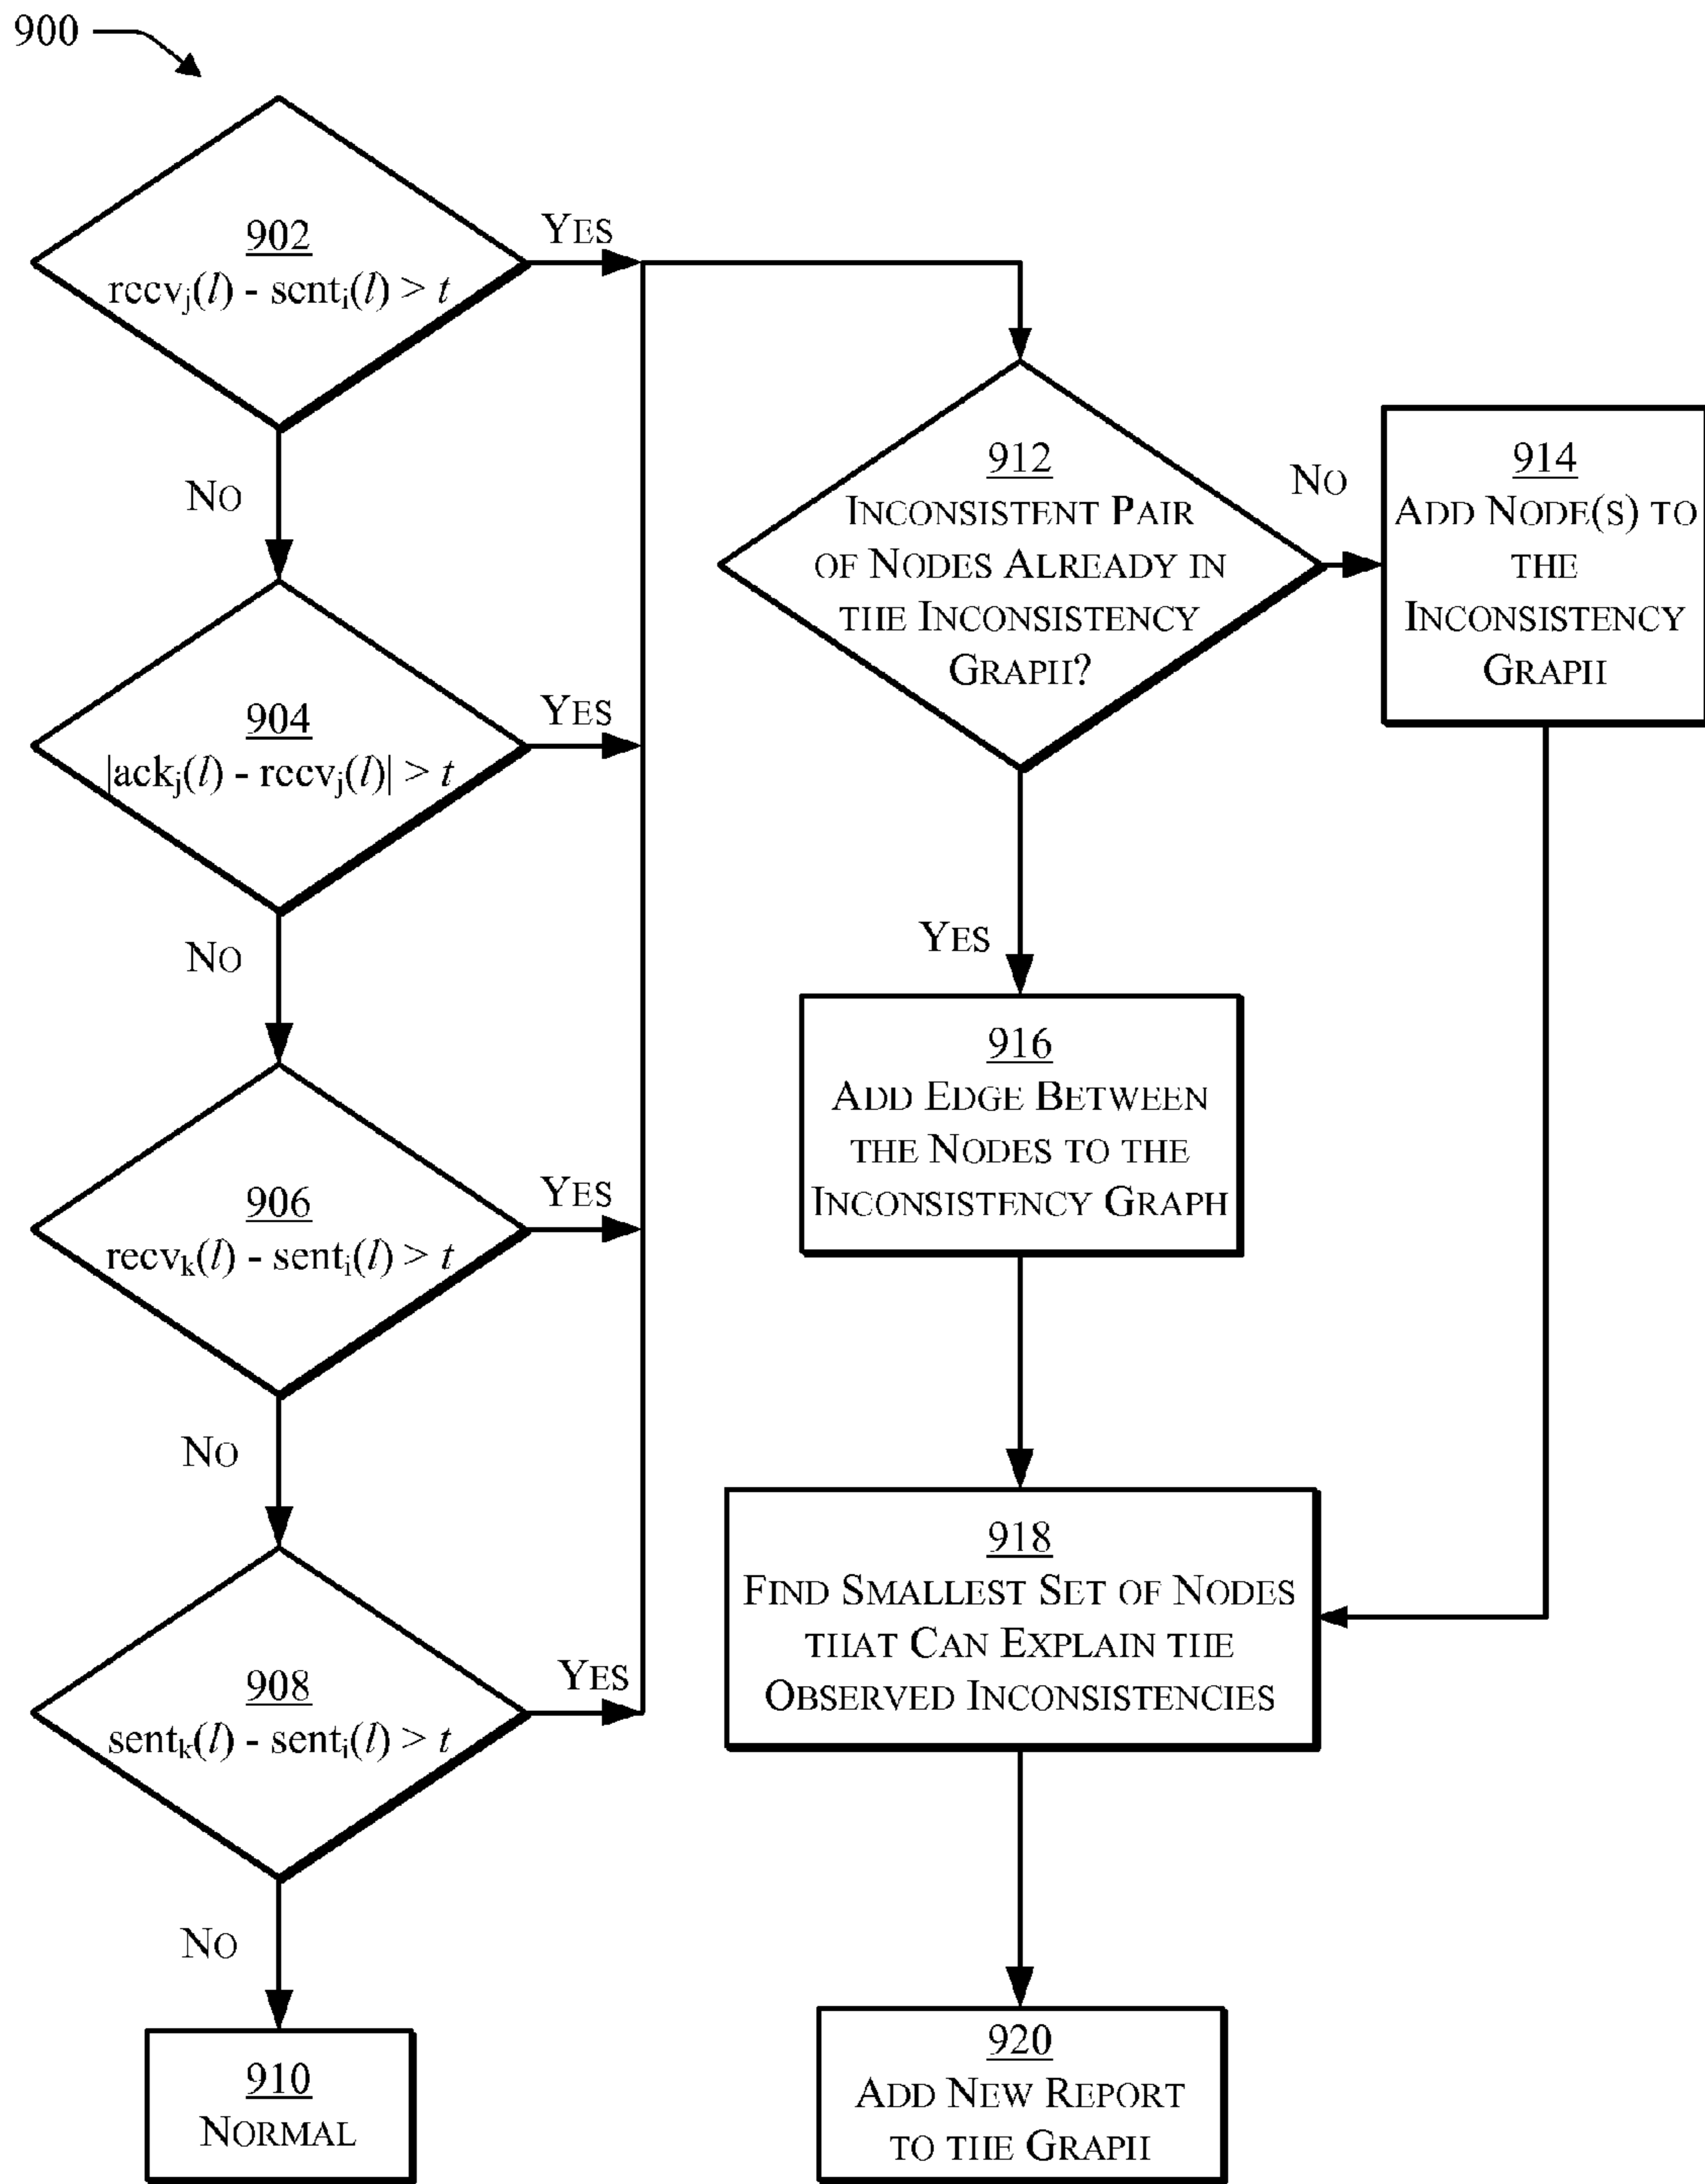 900
902
recvⱼ(l) - sentᵢ(l) > t
YES
NO
904
|ackⱼ(l) - recvⱼ(l)| > t
YES
NO
906
recvₖ(l) - sentᵢ(l) > t
YES
NO
908
sentₖ(l) - sentᵢ(l) > t
YES
NO
910
NORMAL
912
INCONSISTENT PAIR
OF NODES ALREADY IN
THE INCONSISTENCY
GRAPH?
NO
914
ADD NODE(S) TO
THE
INCONSISTENCY
GRAPH
YES
916
ADD EDGE BETWEEN
THE NODES TO THE
INCONSISTENCY GRAPH
918
FIND SMALLEST SET OF NODES
THAT CAN EXPLAIN THE
OBSERVED INCONSISTENCIES
920
ADD NEW REPORT
TO THE GRAPH